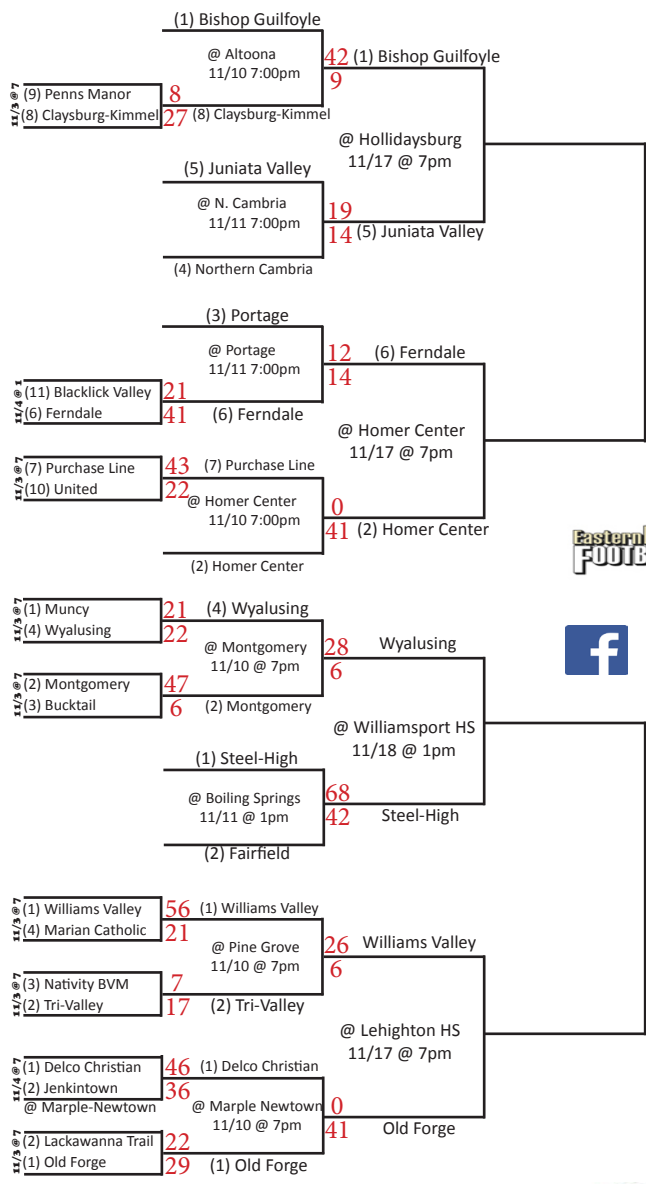 (1) Bishop Guilfoyle
@ Altoona
11/10 7:00pm
42 (1) Bishop Guilfoyle
9
11/3 @ 7
(9) Penns Manor 8
(8) Claysburg-Kimmel 27 (8) Claysburg-Kimmel
@ Hollidaysburg
11/17 @ 7pm
(5) Juniata Valley
@ N. Cambria
11/11 7:00pm
19
14 (5) Juniata Valley
(4) Northern Cambria
(3) Portage
@ Portage
11/11 7:00pm
12 (6) Ferndale
14
11/4 @ 1
(11) Blacklick Valley 21
(6) Ferndale 41 (6) Ferndale
@ Homer Center
11/17 @ 7pm
11/3 @ 7
(7) Purchase Line 43 (7) Purchase Line
(10) United 22
@ Homer Center
11/10 7:00pm
0
41 (2) Homer Center
(2) Homer Center
Eastern
FOOTB
11/3 @ 7
(1) Muncy 21 (4) Wyalusing
(4) Wyalusing 22
@ Montgomery
11/10 @ 7pm
28 Wyalusing
6
f
11/3 @ 7
(2) Montgomery 47
(3) Bucktail 6 (2) Montgomery
@ Williamsport HS
11/18 @ 1pm
(1) Steel-High
@ Boiling Springs
11/11 @ 1pm
68
42 Steel-High
(2) Fairfield
11/3 @ 7
(1) Williams Valley 56 (1) Williams Valley
(4) Marian Catholic 21
@ Pine Grove
11/10 @ 7pm
26 Williams Valley
6
11/3 @ 7
(3) Nativity BVM 7
(2) Tri-Valley 17 (2) Tri-Valley
@ Lehighton HS
11/17 @ 7pm
11/4 @ 7
(1) Delco Christian 46 (1) Delco Christian
(2) Jenkintown 36
@ Marple-Newtown
@ Marple Newtown
11/10 @ 7pm
0
41 Old Forge
11/3 @ 7
(2) Lackawanna Trail 22
(1) Old Forge 29 (1) Old Forge